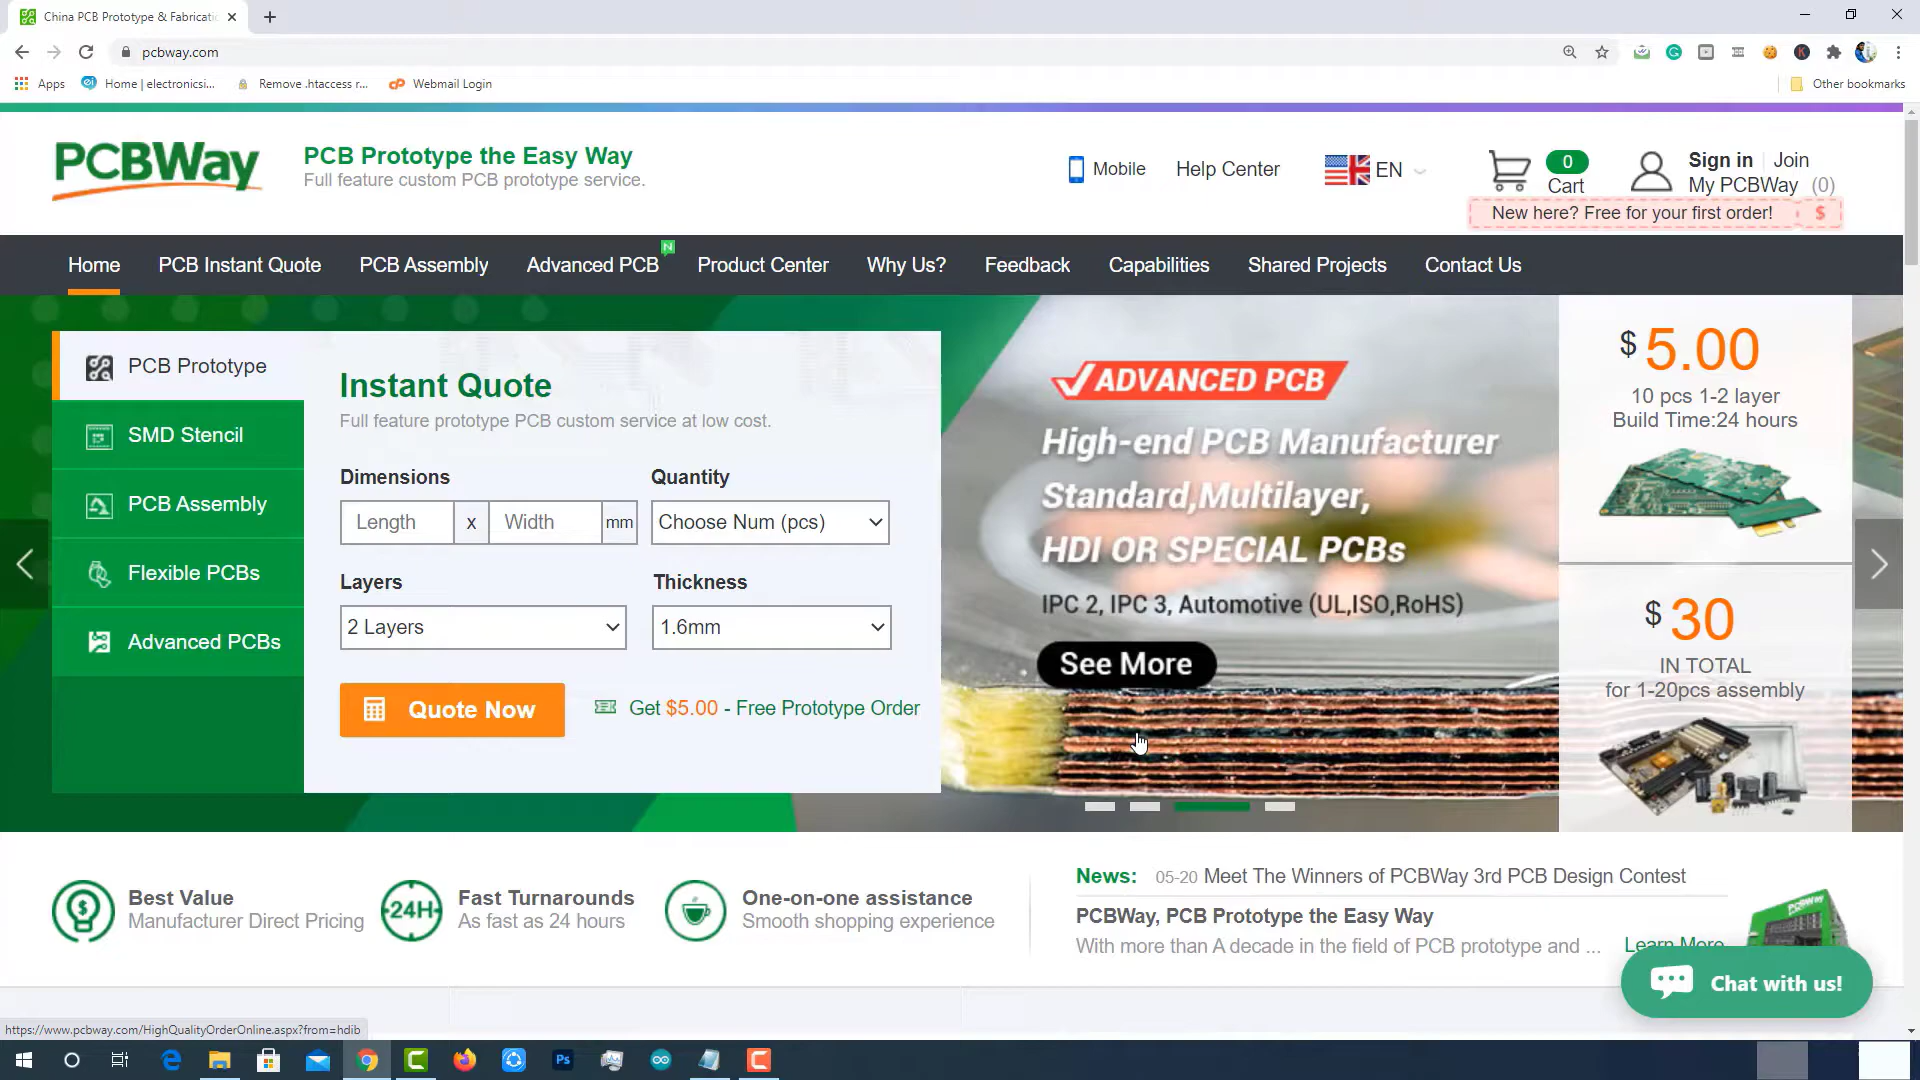 China PCB Prototype & Fabricati
pcbway.com
Apps
Home | electronicsi...
Remove .htaccess r...
Webmail Login
Other bookmarks
PCBWay
PCB Prototype the Easy Way
Full feature custom PCB prototype service.
Mobile
Help Center
EN
0
Cart
Sign in
Join
My PCBWay (0)
New here? Free for your first order!
$
Home
PCB Instant Quote
PCB Assembly
Advanced PCB
N
Product Center
Why Us?
Feedback
Capabilities
Shared Projects
Contact Us
PCB Prototype
SMD Stencil
PCB Assembly
Flexible PCBs
Advanced PCBs
Instant Quote
Full feature prototype PCB custom service at low cost.
Dimensions
Quantity
Length x Width mm
Choose Num (pcs)
Layers
Thickness
2 Layers
1.6mm
Quote Now
Get $5.00 - Free Prototype Order
ADVANCED PCB
High-end PCB Manufacturer
Standard,Multilayer,
HDI OR SPECIAL PCBs
IPC 2, IPC 3, Automotive (UL,ISO,RoHS)
See More
$ 5.00
10 pcs 1-2 layer
Build Time:24 hours
$ 30
IN TOTAL
for 1-20pcs assembly
Best Value
Manufacturer Direct Pricing
24H
Fast Turnarounds
As fast as 24 hours
One-on-one assistance
Smooth shopping experience
News: 05-20 Meet The Winners of PCBWay 3rd PCB Design Contest
PCBWay, PCB Prototype the Easy Way
With more than A decade in the field of PCB prototype and ... Learn More
PCBWay
Chat with us!
https://www.pcbway.com/HighQualityOrderOnline.aspx?from=hdib
Ps